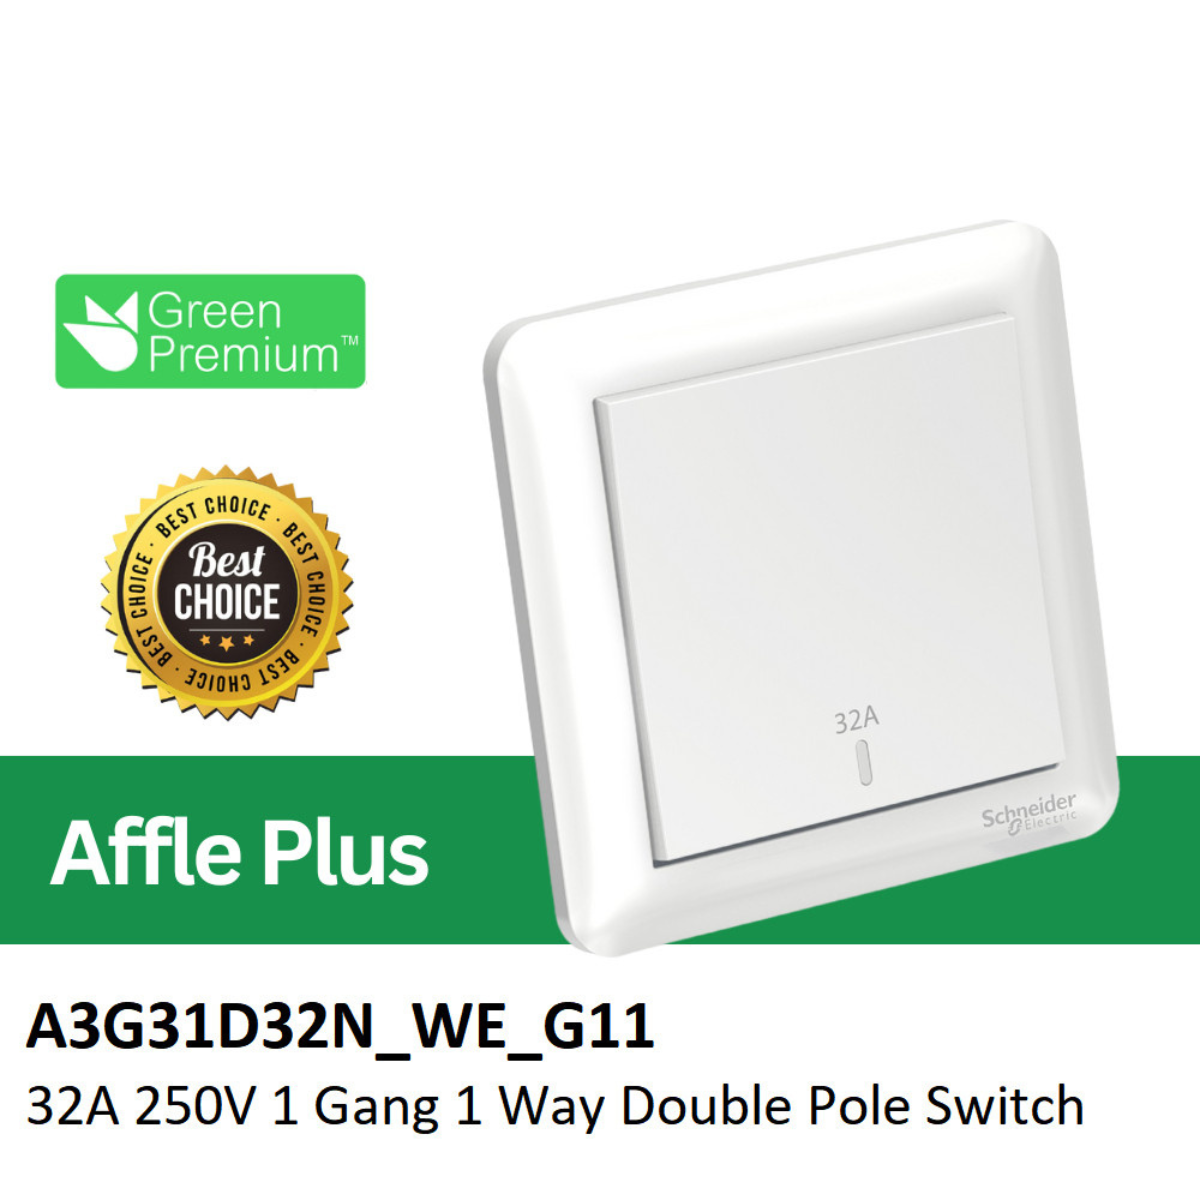 Green
Premium™
BEST CHOICE · BEST CHOICE · BEST CHOICE · BEST CHOICE ·
Best
CHOICE
32A
Schneider
Electric
Affle Plus
A3G31D32N_WE_G11
32A 250V 1 Gang 1 Way Double Pole Switch